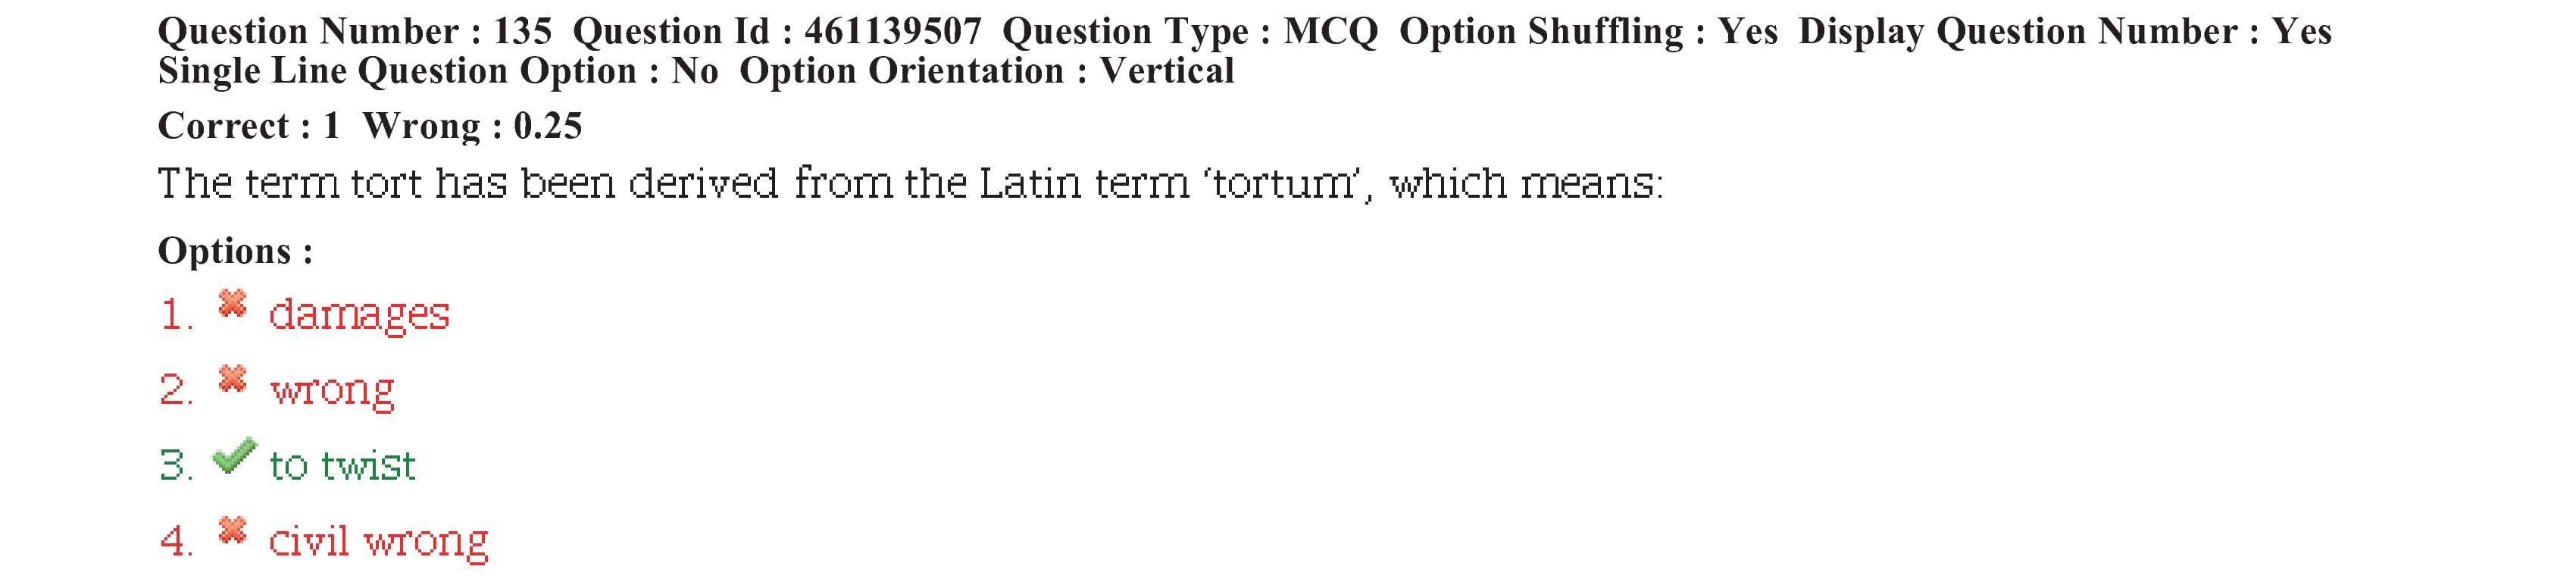 Question Number : 135 Question Id : 461139507 Question Type : MCQ Option Shuffling : Yes Display Question Number : Yes
Single Line Question Option : No Option Orientation : Vertical
Correct : 1 Wrong : 0.25
The term tort has been derived from the Latin term ‘tortum’, which means:
Options :
1. damages
2. wrong
3. to twist
4. civil wrong